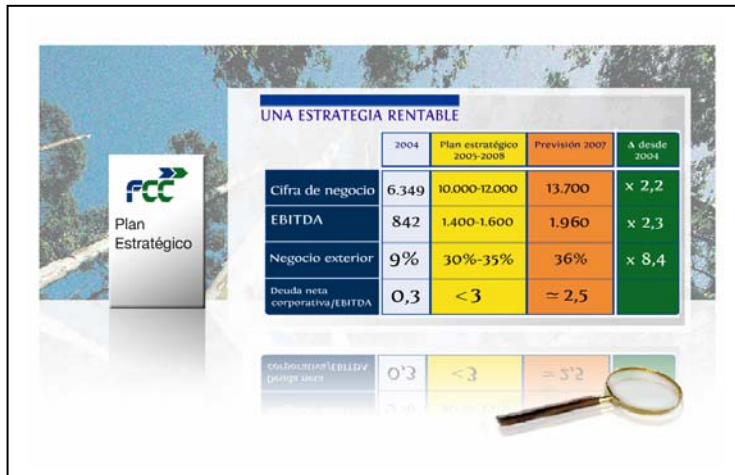 UNA ESTRATEGIA RENTABLE
2004 Plan estratégico 2005-2008 Previsión 2007 Δ desde 2004
FCC
Plan
Estratégico
Cifra de negocio 6.349 10.000-12.000 13.700 x 2,2
EBITDA 842 1.400-1.600 1.960 x 2,3
Negocio exterior 9% 30%-35% 36% x 8,4
Deuda neta
corporativa/EBITDA 0,3 <3 ≃ 2,5